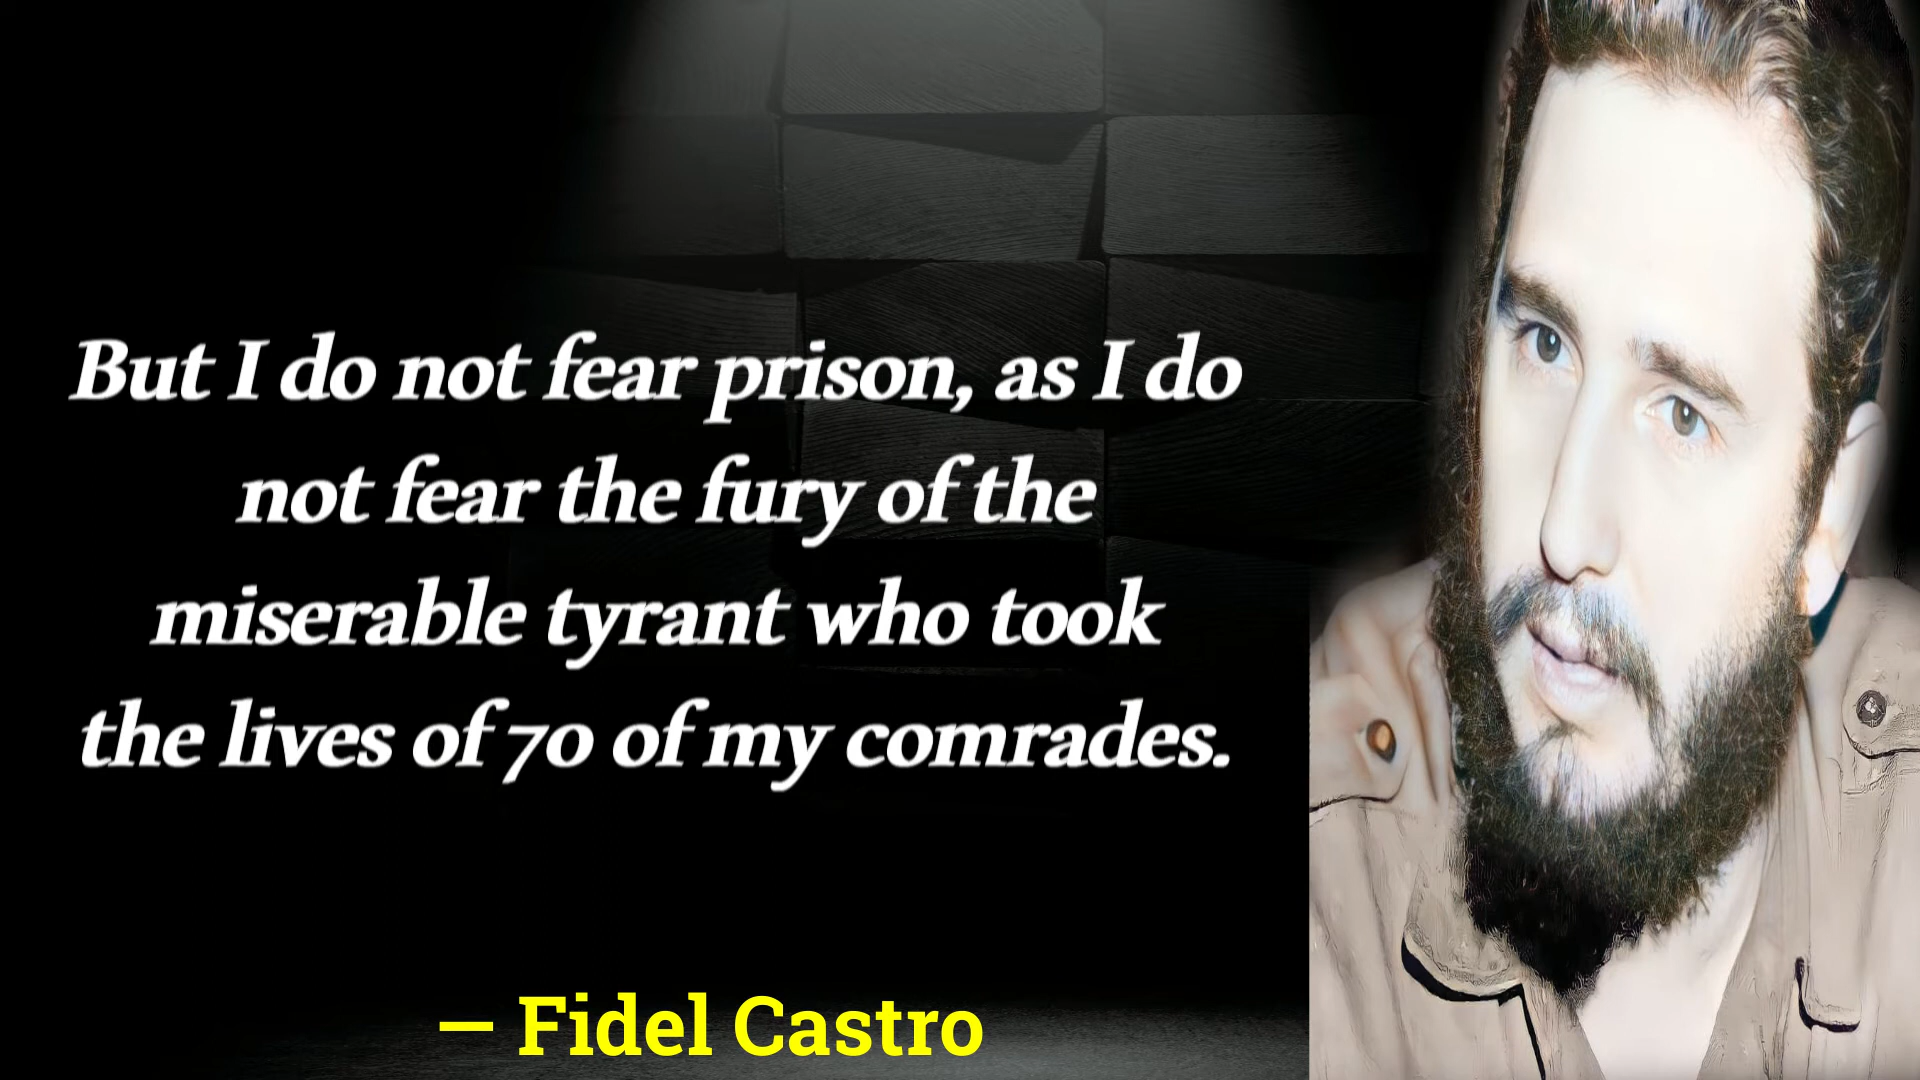 But I do not fear prison, as I do
not fear the fury of the
miserable tyrant who took
the lives of 70 of my comrades.
— Fidel Castro